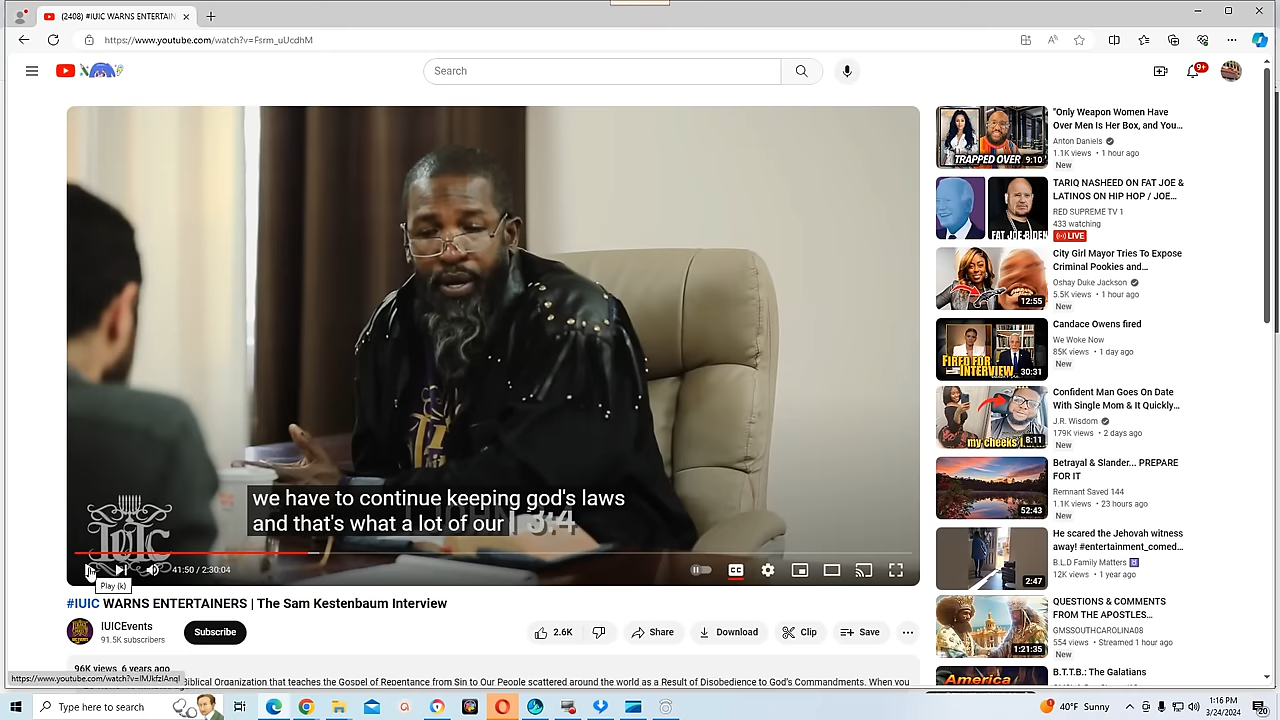 (2408) #IUIC WARNS ENTERTAIN
https://www.youtube.com/watch?v=Fsrm_uUcdhM
Search
9+
we have to continue keeping god's laws
and that's what a lot of our
3:4
IUIC
41:50 / 2:30:04
CC
Play (k)
#IUIC WARNS ENTERTAINERS | The Sam Kestenbaum Interview
IUICEvents
91.5K subscribers
Subscribe
2.6K
Share
Download
Clip
Save
96K views 6 years ago
Biblical Organization that teaches the Gospel of Repentance from Sin to Our People scattered around the world as a Result of Disobedience to God's Commandments. When you
"Only Weapon Women Have
Over Men Is Her Box, and You...
Anton Daniels
1.1K views • 1 hour ago
New
TRAPPED OVER
9:10
TARIQ NASHEED ON FAT JOE &
LATINOS ON HIP HOP / JOE...
RED SUPREME TV 1
433 watching
LIVE
FAT JOE-BIDEN
City Girl Mayor Tries To Expose
Criminal Pookies and...
Oshay Duke Jackson
5.5K views • 1 hour ago
New
12:55
Candace Owens fired
We Woke Now
85K views • 1 day ago
New
FIRED FOR
INTERVIEW
30:31
Confident Man Goes On Date
With Single Mom & It Quickly...
J.R. Wisdom
179K views • 2 days ago
New
my cheeks
8:11
Betrayal & Slander... PREPARE
FOR IT
Remnant Saved 144
1.1K views • 23 hours ago
New
52:43
He scared the Jehovah witness
away! #entertainment_comed...
B.L.D Family Matters
12K views • 1 year ago
2:47
QUESTIONS & COMMENTS
FROM THE APOSTLES...
GMSSOUTHCAROLINA08
554 views • Streamed 1 hour ago
New
1:21:35
B.T.T.B.: The Galatians
America
Type here to search
40°F Sunny
1:16 PM
3/24/2024
20